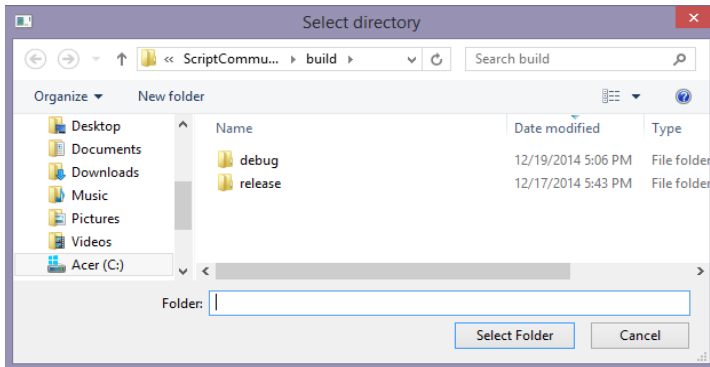 Select directory
« ScriptCommu... build
Search build
Organize
New folder
Name
Date modified
Type
Desktop
Documents
Downloads
Music
Pictures
Videos
Acer (C:)
debug 12/19/2014 5:06 PM File folder
release 12/17/2014 5:43 PM File folder
Folder:
Select Folder
Cancel